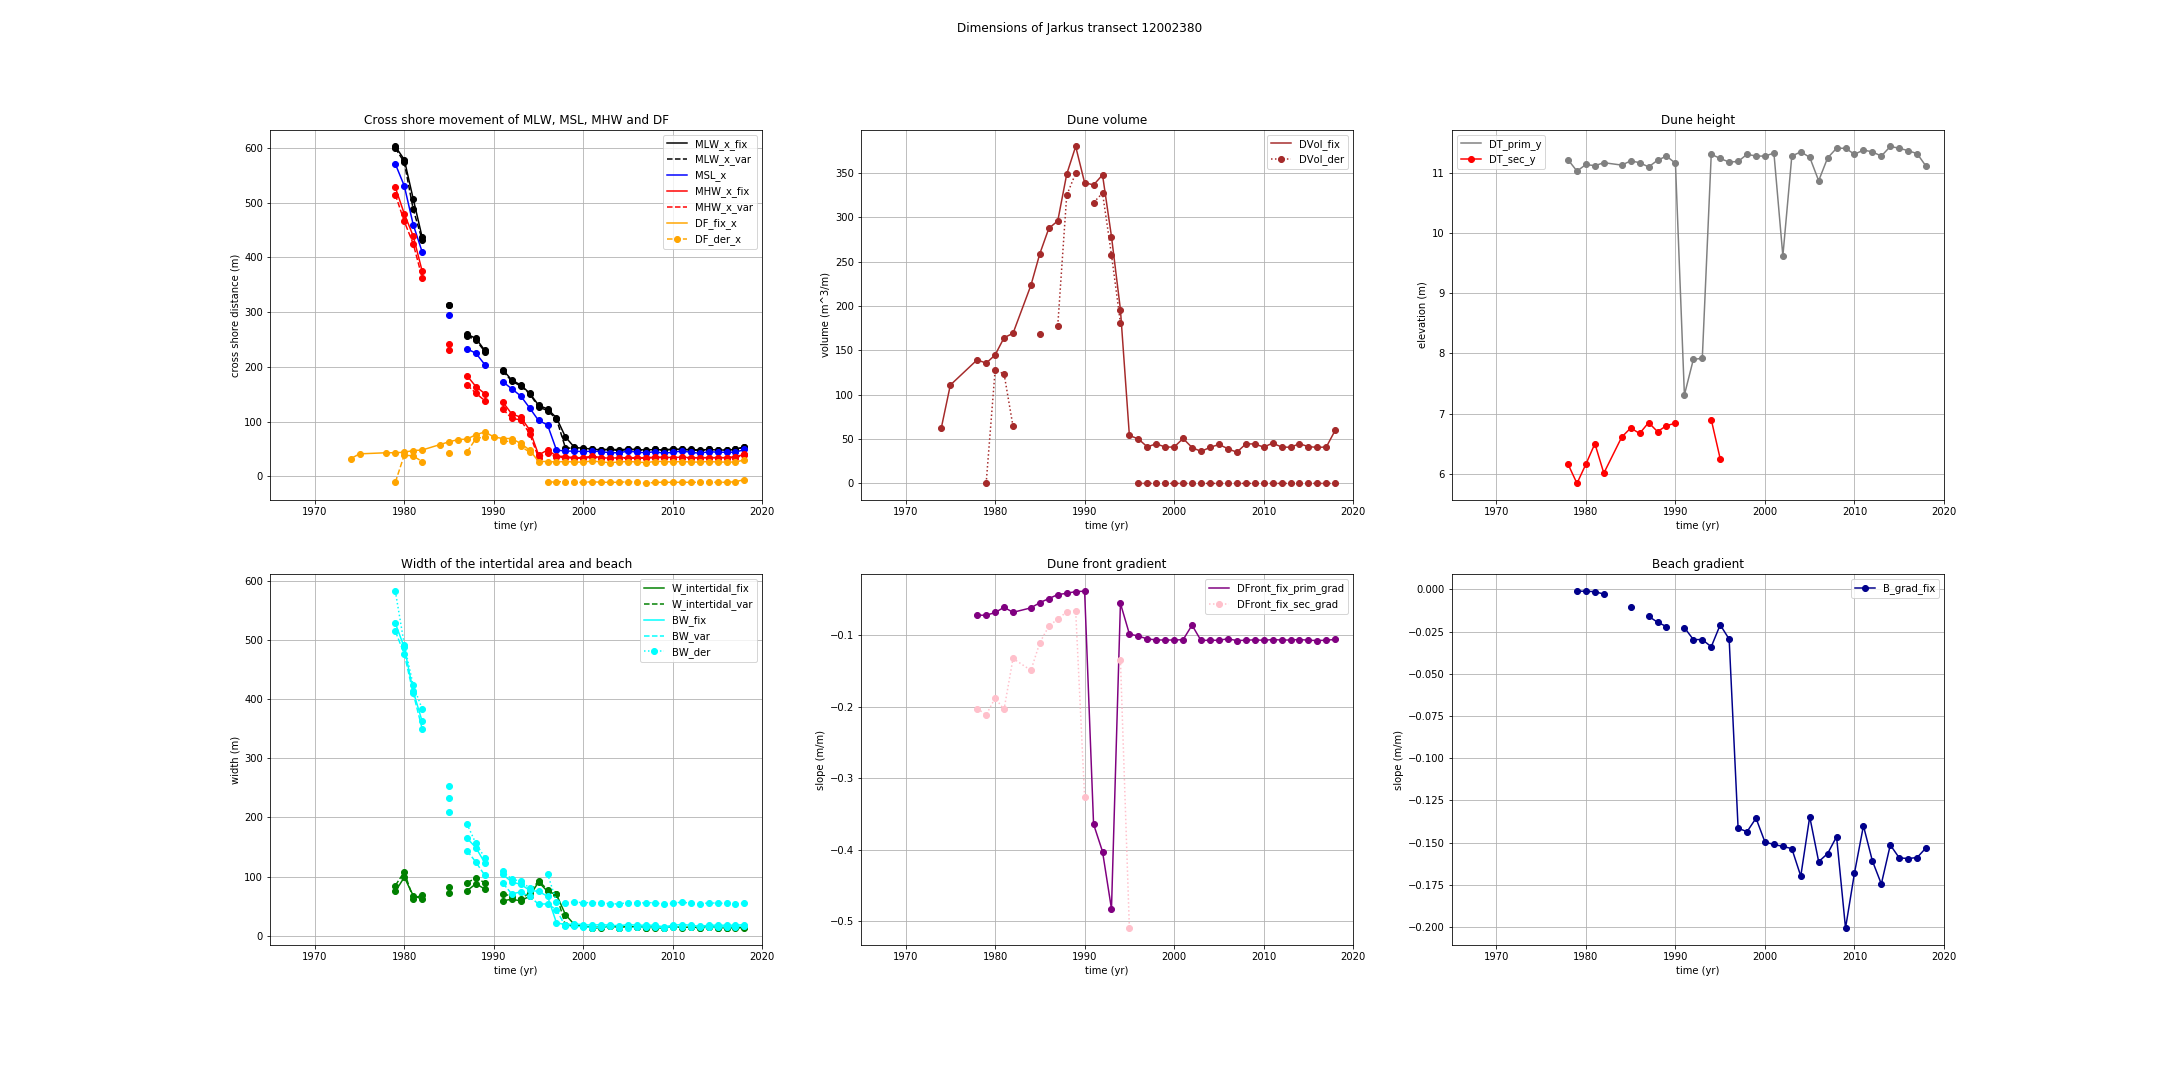 Dimensions of Jarkus transect 12002380
Cross shore movement of MLW, MSL, MHW and DF
cross shore distance (m)
600
500
400
300
200
100
0
MLW_x_fix
MLW_x_var
MSL_x
MHW_x_fix
MHW_x_var
DF_fix_x
DF_der_x
1970 1980 1990 2000 2010 2020
time (yr)
Dune volume
volume (m^3/m)
350
300
250
200
150
100
50
0
DVol_fix
DVol_der
1970 1980 1990 2000 2010 2020
time (yr)
Dune height
elevation (m)
11
10
9
8
7
6
DT_prim_y
DT_sec_y
1970 1980 1990 2000 2010 2020
time (yr)
Width of the intertidal area and beach
width (m)
600
500
400
300
200
100
0
W_intertidal_fix
W_intertidal_var
BW_fix
BW_var
BW_der
1970 1980 1990 2000 2010 2020
time (yr)
Dune front gradient
slope (m/m)
−0.1
−0.2
−0.3
−0.4
−0.5
DFront_fix_prim_grad
DFront_fix_sec_grad
1970 1980 1990 2000 2010 2020
time (yr)
Beach gradient
slope (m/m)
0.000
−0.025
−0.050
−0.075
−0.100
−0.125
−0.150
−0.175
−0.200
B_grad_fix
1970 1980 1990 2000 2010 2020
time (yr)